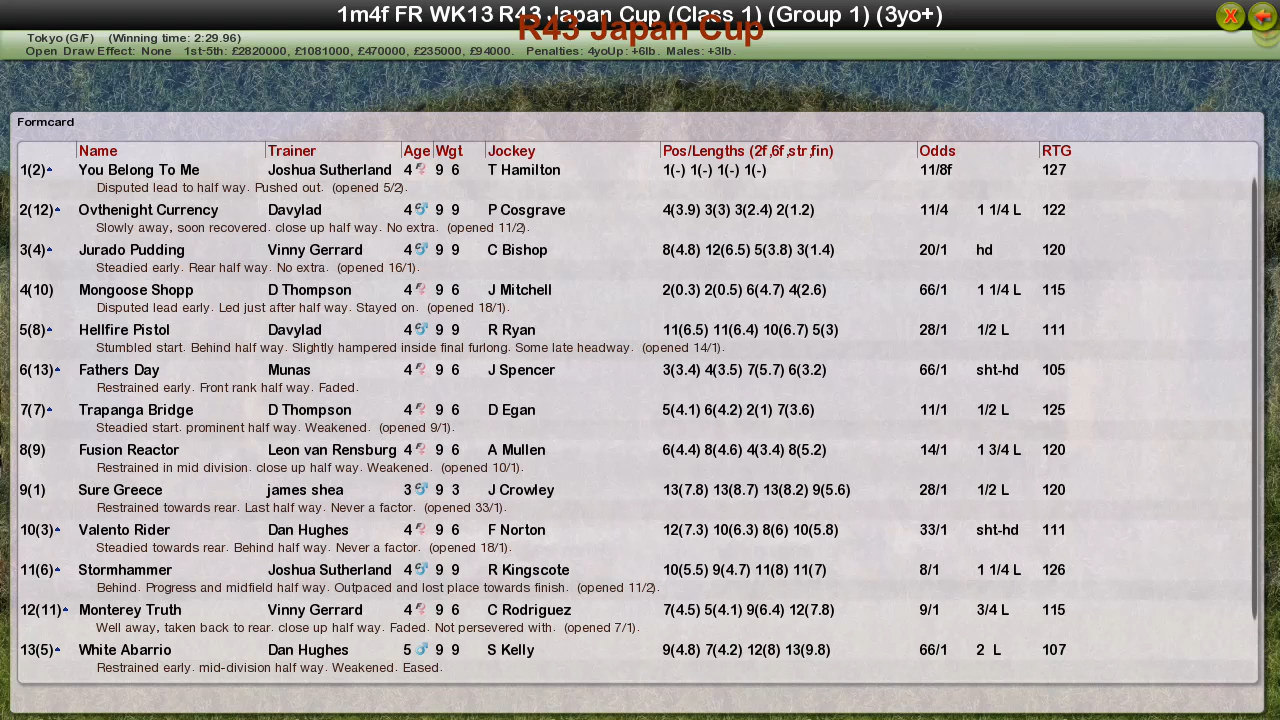 1m4f FR WK13 R43 Japan Cup (Class 1) (Group 1) (3yo+)
R43 Japan Cup
Tokyo (G/F) (Winning time: 2:29.96)
Open Draw Effect: None 1st-5th: £2820000, £1081000, £470000, £235000, £94000. Penalties: 4yoUp: +6lb. Males: +3lb.
Formcard
Name Trainer Age Wgt Jockey Pos/Lengths (2f,6f,str,fin) Odds RTG
1(2) You Belong To Me Joshua Sutherland 4 9 6 T Hamilton 1(-) 1(-) 1(-) 1(-) 11/8f 127
Disputed lead to half way. Pushed out. (opened 5/2).
2(12) Ovthenight Currency Davylad 4 9 9 P Cosgrave 4(3.9) 3(3) 3(2.4) 2(1.2) 11/4 1 1/4 L 122
Slowly away, soon recovered. close up half way. No extra. (opened 11/2).
3(4) Jurado Pudding Vinny Gerrard 4 9 9 C Bishop 8(4.8) 12(6.5) 5(3.8) 3(1.4) 20/1 hd 120
Steadied early. Rear half way. No extra. (opened 16/1).
4(10) Mongoose Shopp D Thompson 4 9 6 J Mitchell 2(0.3) 2(0.5) 6(4.7) 4(2.6) 66/1 1 1/4 L 115
Disputed lead early. Led just after half way. Stayed on. (opened 18/1).
5(8) Hellfire Pistol Davylad 4 9 9 R Ryan 11(6.5) 11(6.4) 10(6.7) 5(3) 28/1 1/2 L 111
Stumbled start. Behind half way. Slightly hampered inside final furlong. Some late headway. (opened 14/1).
6(13) Fathers Day Munas 4 9 6 J Spencer 3(3.4) 4(3.5) 7(5.7) 6(3.2) 66/1 sht-hd 105
Restrained early. Front rank half way. Faded.
7(7) Trapanga Bridge D Thompson 4 9 6 D Egan 5(4.1) 6(4.2) 2(1) 7(3.6) 11/1 1/2 L 125
Steadied start. prominent half way. Weakened. (opened 9/1).
8(9) Fusion Reactor Leon van Rensburg 4 9 6 A Mullen 6(4.4) 8(4.6) 4(3.4) 8(5.2) 14/1 1 3/4 L 120
Restrained in mid division. close up half way. Weakened. (opened 10/1).
9(1) Sure Greece james shea 3 9 3 J Crowley 13(7.8) 13(8.7) 13(8.2) 9(5.6) 28/1 1/2 L 120
Restrained towards rear. Last half way. Never a factor. (opened 33/1).
10(3) Valento Rider Dan Hughes 4 9 6 F Norton 12(7.3) 10(6.3) 8(6) 10(5.8) 33/1 sht-hd 111
Steadied towards rear. Behind half way. Never a factor. (opened 18/1).
11(6) Stormhammer Joshua Sutherland 4 9 9 R Kingscote 10(5.5) 9(4.7) 11(8) 11(7) 8/1 1 1/4 L 126
Behind. Progress and midfield half way. Outpaced and lost place towards finish. (opened 11/2).
12(11) Monterey Truth Vinny Gerrard 4 9 6 C Rodriguez 7(4.5) 5(4.1) 9(6.4) 12(7.8) 9/1 3/4 L 115
Well away, taken back to rear. close up half way. Faded. Not persevered with. (opened 7/1).
13(5) White Abarrio Dan Hughes 5 9 9 S Kelly 9(4.8) 7(4.2) 12(8) 13(9.8) 66/1 2 L 107
Restrained early. mid-division half way. Weakened. Eased.